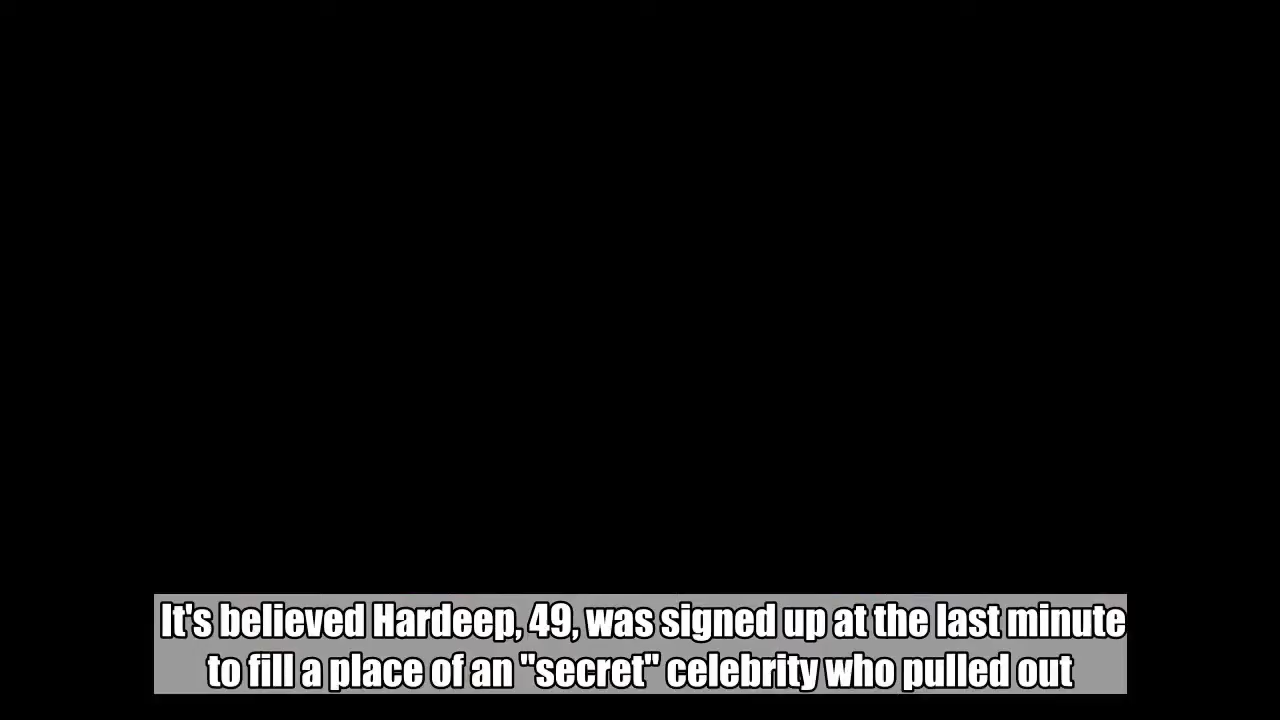 It's believed Hardeep, 49, was signed up at the last minute
to fill a place of an "secret" celebrity who pulled out